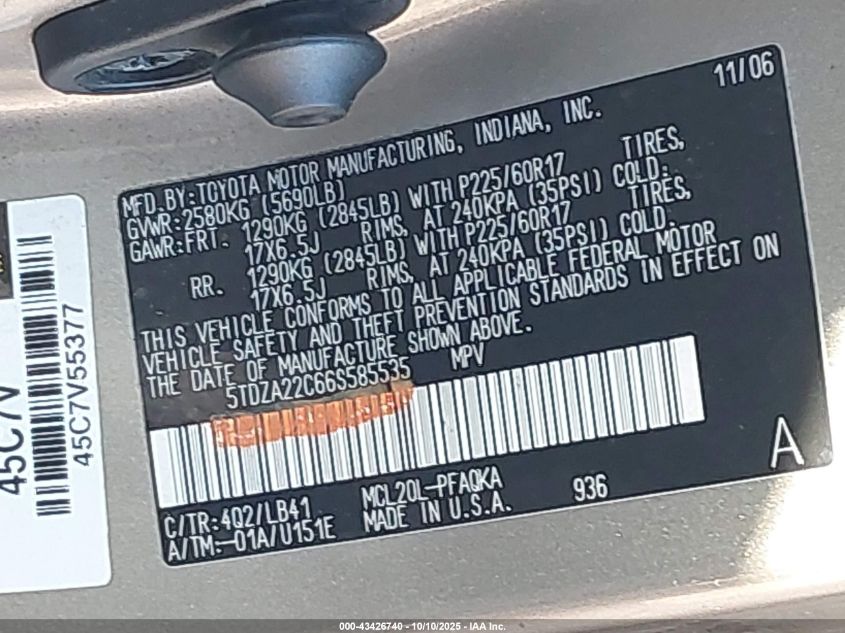 11/06
MFD.BY:TOYOTA MOTOR MANUFACTURING, INDIANA, INC.
GVWR:2580KG (5690LB)
GAWR:FRT. 1290KG (2845LB) WITH P225/60R17 TIRES,
17X6.5J RIMS, AT 240KPA (35PSI) COLD.
RR. 1290KG (2845LB) WITH P225/60R17 TIRES,
17X6.5J RIMS, AT 240KPA (35PSI) COLD.
THIS VEHICLE CONFORMS TO ALL APPLICABLE FEDERAL MOTOR
VEHICLE SAFETY AND THEFT PREVENTION STANDARDS IN EFFECT ON
THE DATE OF MANUFACTURE SHOWN ABOVE.
5TDZA22C66S585535 MPV
A
C/TR:4Q2/LB41 MCL20L-PFAQKA 936
A/TM:-01A/U151E MADE IN U.S.A.
45C7V
45C7V55377
000-43426740 - 10/10/2025 - IAA Inc.